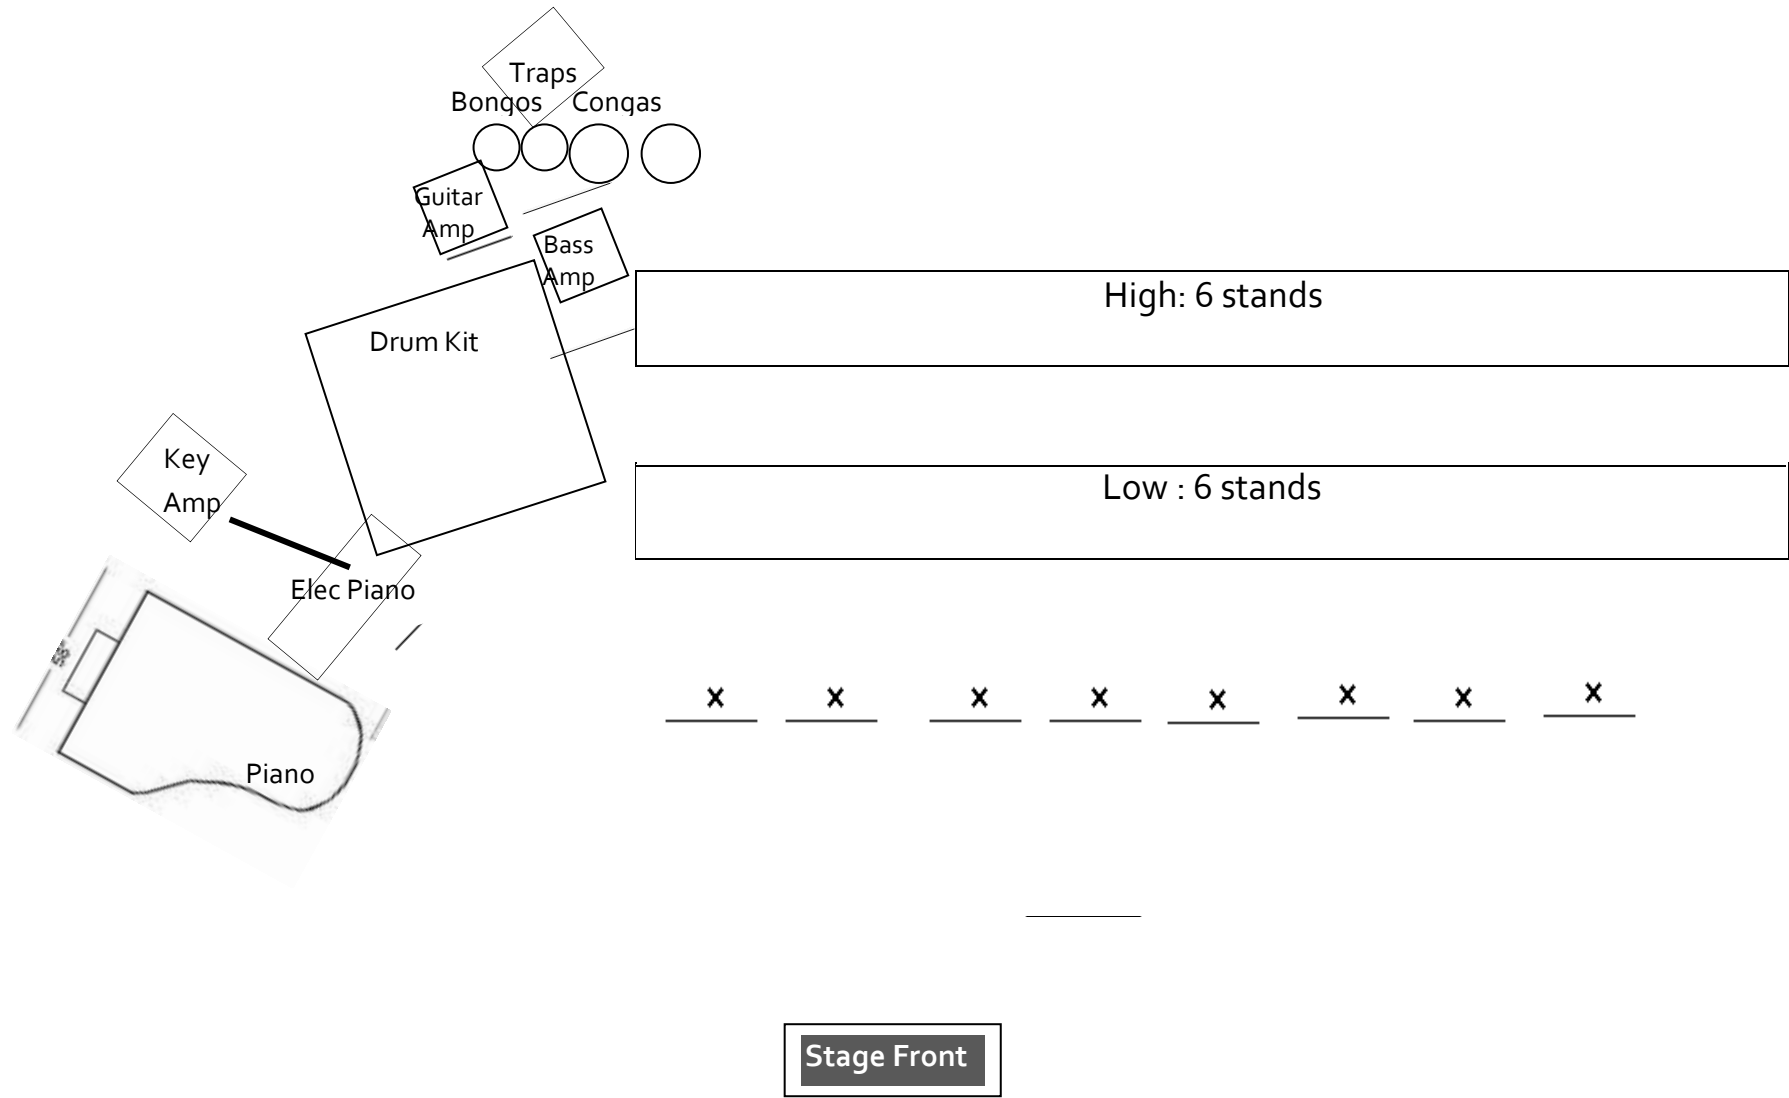 Traps
Bongos
Congas
Guitar
Amp
Bass
Amp
High: 6 stands
Drum Kit
Key
Amp
Low : 6 stands
Elec Piano
x x x x x x x x
Piano
Stage Front